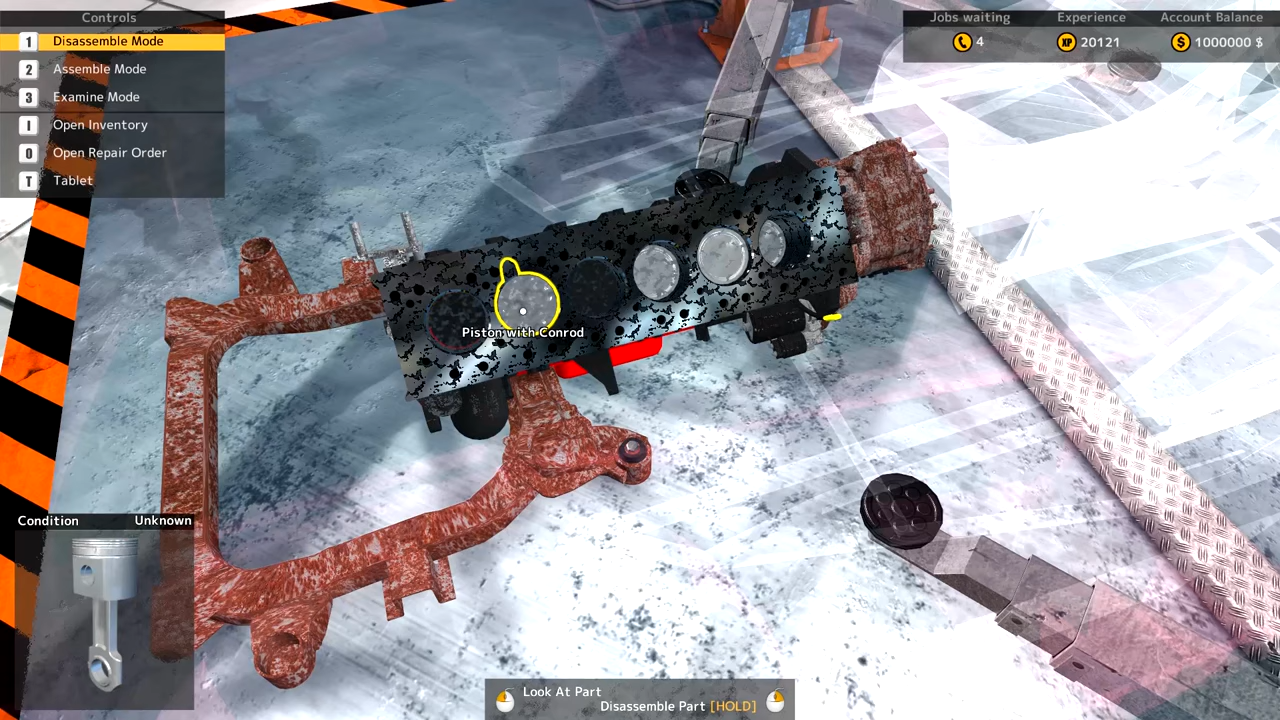 Controls
1 Disassemble Mode
2 Assemble Mode
3 Examine Mode
I Open Inventory
O Open Repair Order
T Tablet
Jobs waiting Experience Account Balance
4 XP 20121 $ 1000000 $
Piston with Conrod
Condition Unknown
Look At Part
Disassemble Part [HOLD]